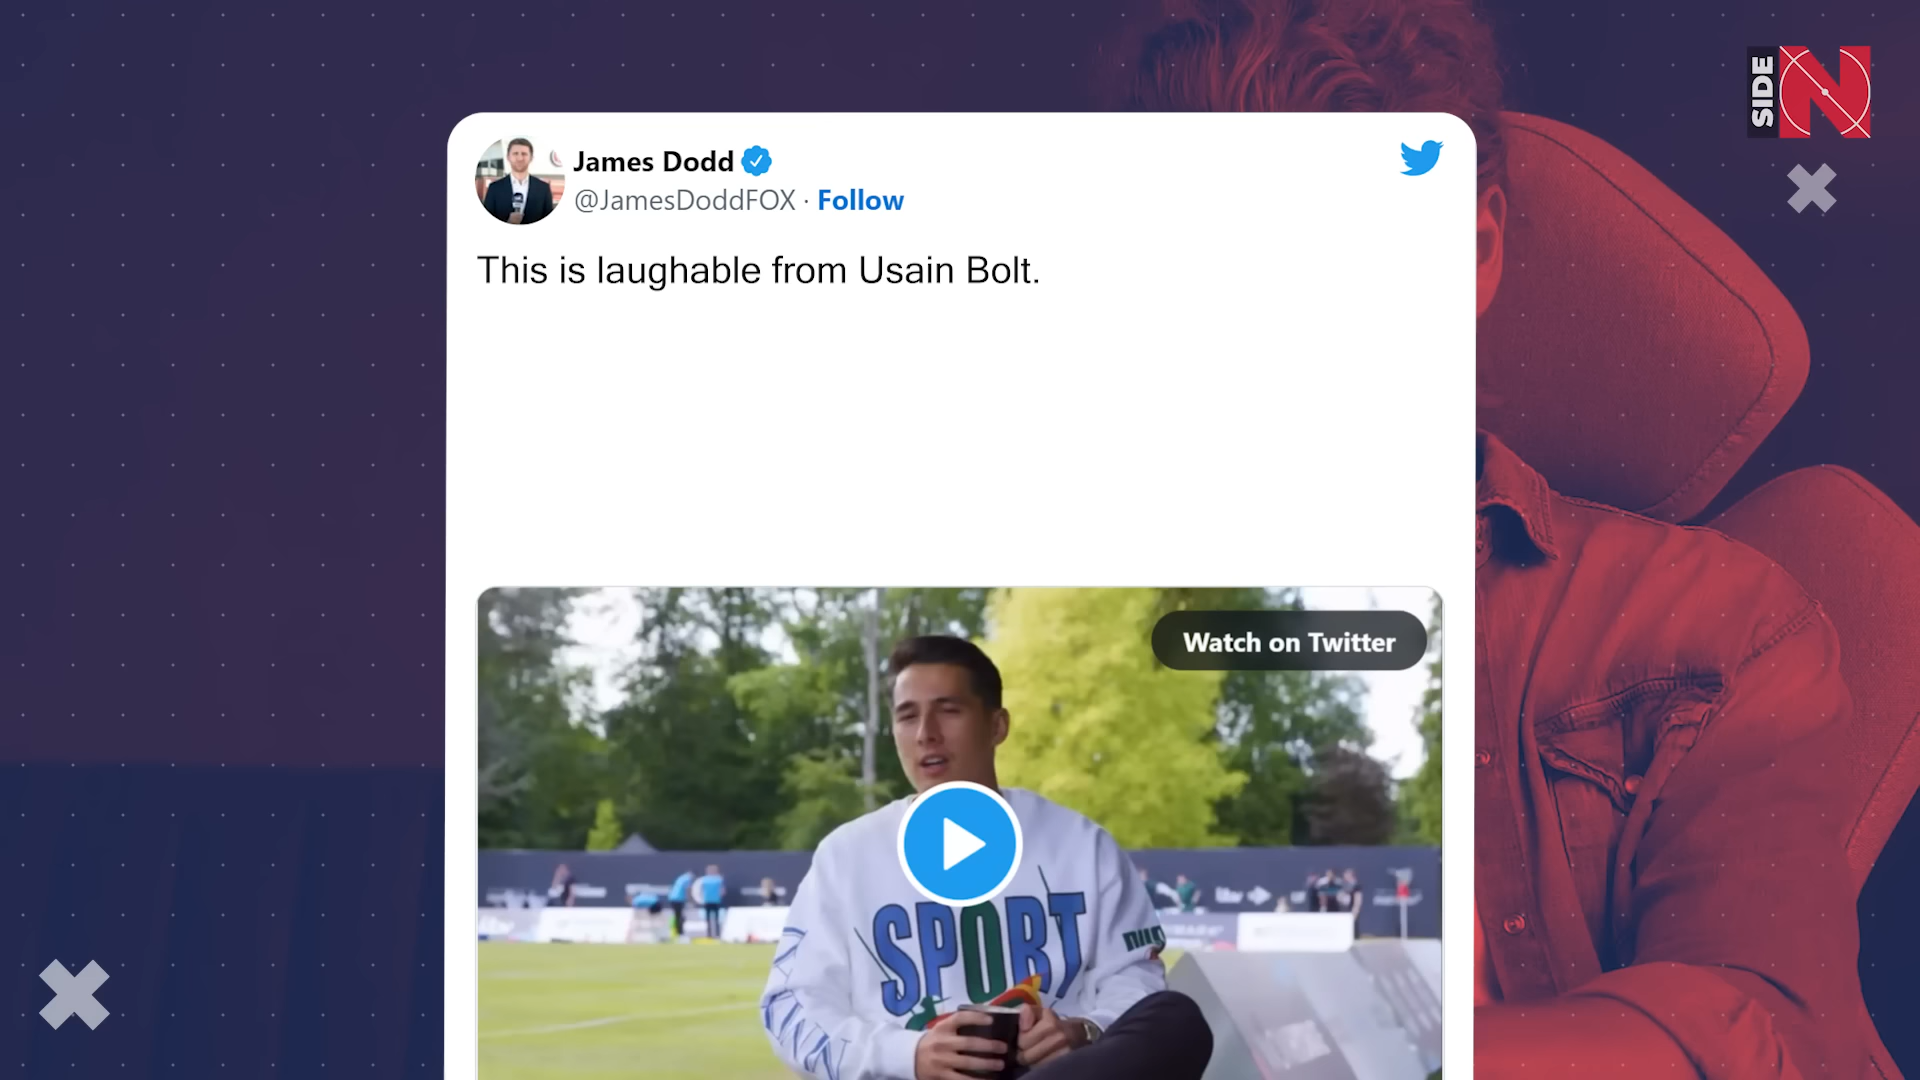 SIDE N
James Dodd
@JamesDoddFOX · Follow
This is laughable from Usain Bolt.
Watch on Twitter
SPORT